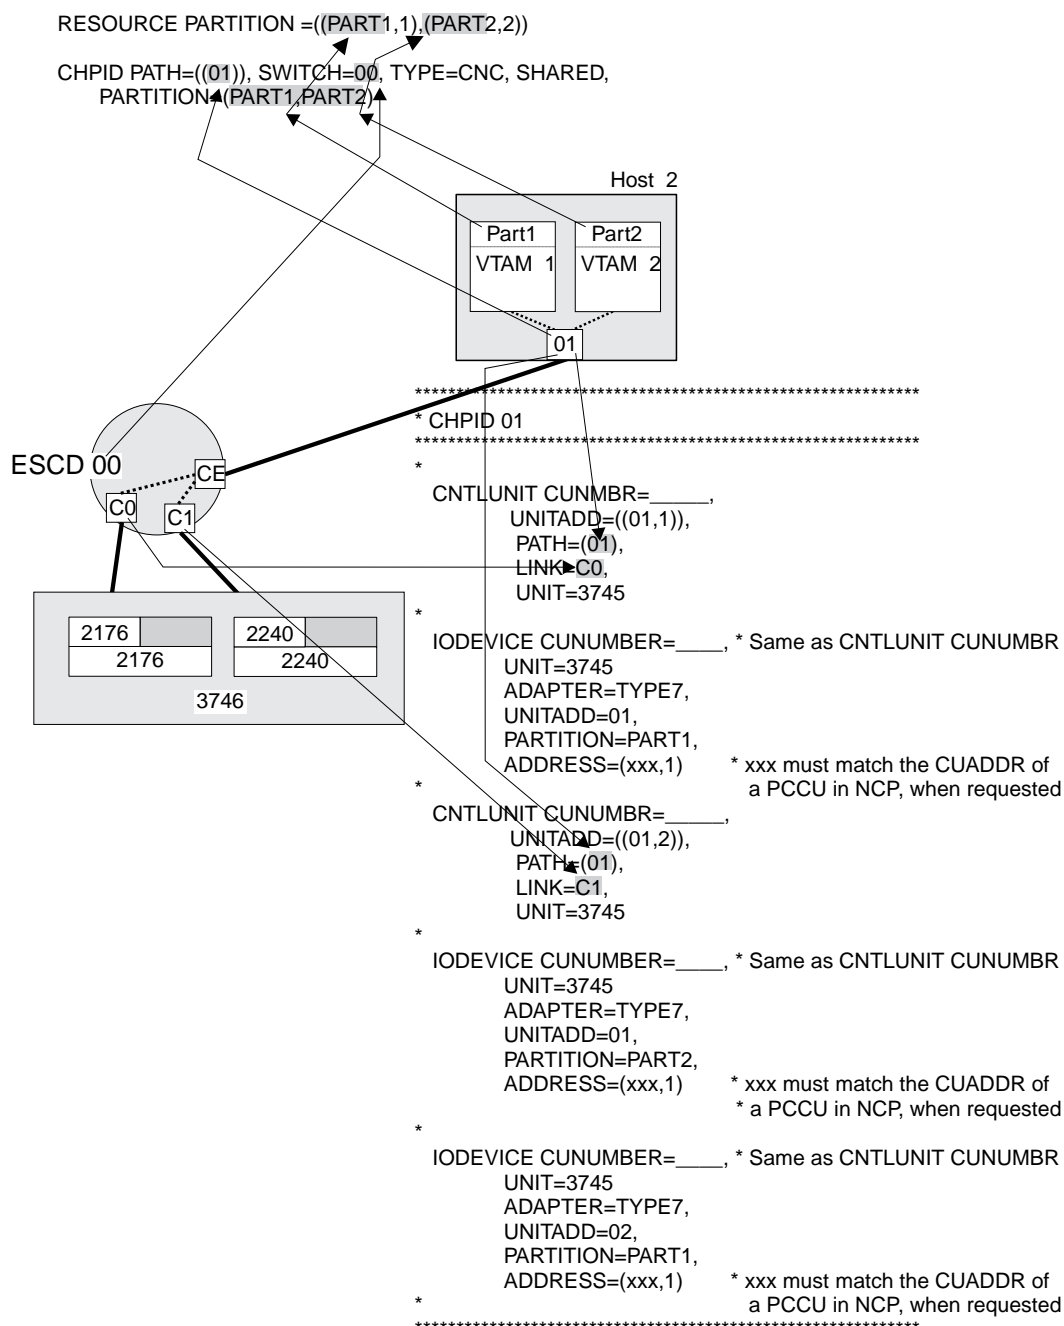 RESOURCE PARTITION =((PART1,1),(PART2,2))
CHPID PATH=((01)), SWITCH=00, TYPE=CNC, SHARED,
PARTITION=(PART1,PART2)
Host 2
Part1
Part2
VTAM 1
VTAM 2
01
************************************************************
* CHPID 01
************************************************************
ESCD 00
CE
C0
C1
*
CNTLUNIT CUNMBR=_____,
UNITADD=((01,1)),
PATH=(01),
LINK=C0,
UNIT=3745
2176
2240
2176
2240
3746
*
IODEVICE CUNUMBER=____, * Same as CNTLUNIT CUNUMBR
UNIT=3745
ADAPTER=TYPE7,
UNITADD=01,
PARTITION=PART1,
ADDRESS=(xxx,1) * xxx must match the CUADDR of
* a PCCU in NCP, when requested
CNTLUNIT CUNUMBR=_____,
UNITADD=((01,2)),
PATH=(01),
LINK=C1,
UNIT=3745
*
IODEVICE CUNUMBER=____, * Same as CNTLUNIT CUNUMBR
UNIT=3745
ADAPTER=TYPE7,
UNITADD=01,
PARTITION=PART2,
ADDRESS=(xxx,1) * xxx must match the CUADDR of
* a PCCU in NCP, when requested
*
IODEVICE CUNUMBER=____, * Same as CNTLUNIT CUNUMBR
UNIT=3745
ADAPTER=TYPE7,
UNITADD=02,
PARTITION=PART1,
ADDRESS=(xxx,1) * xxx must match the CUADDR of
* a PCCU in NCP, when requested
************************************************************